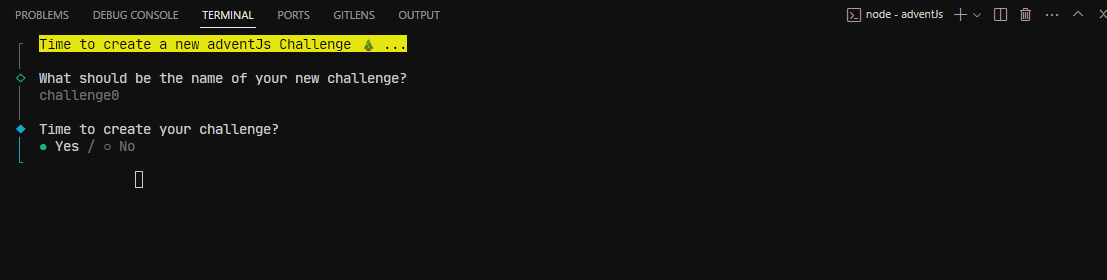 PROBLEMS DEBUG CONSOLE TERMINAL PORTS GITLENS OUTPUT node - adventJs
Time to create a new adventJs Challenge 🎄 ...
What should be the name of your new challenge?
challenge0
Time to create your challenge?
● Yes / ○ No